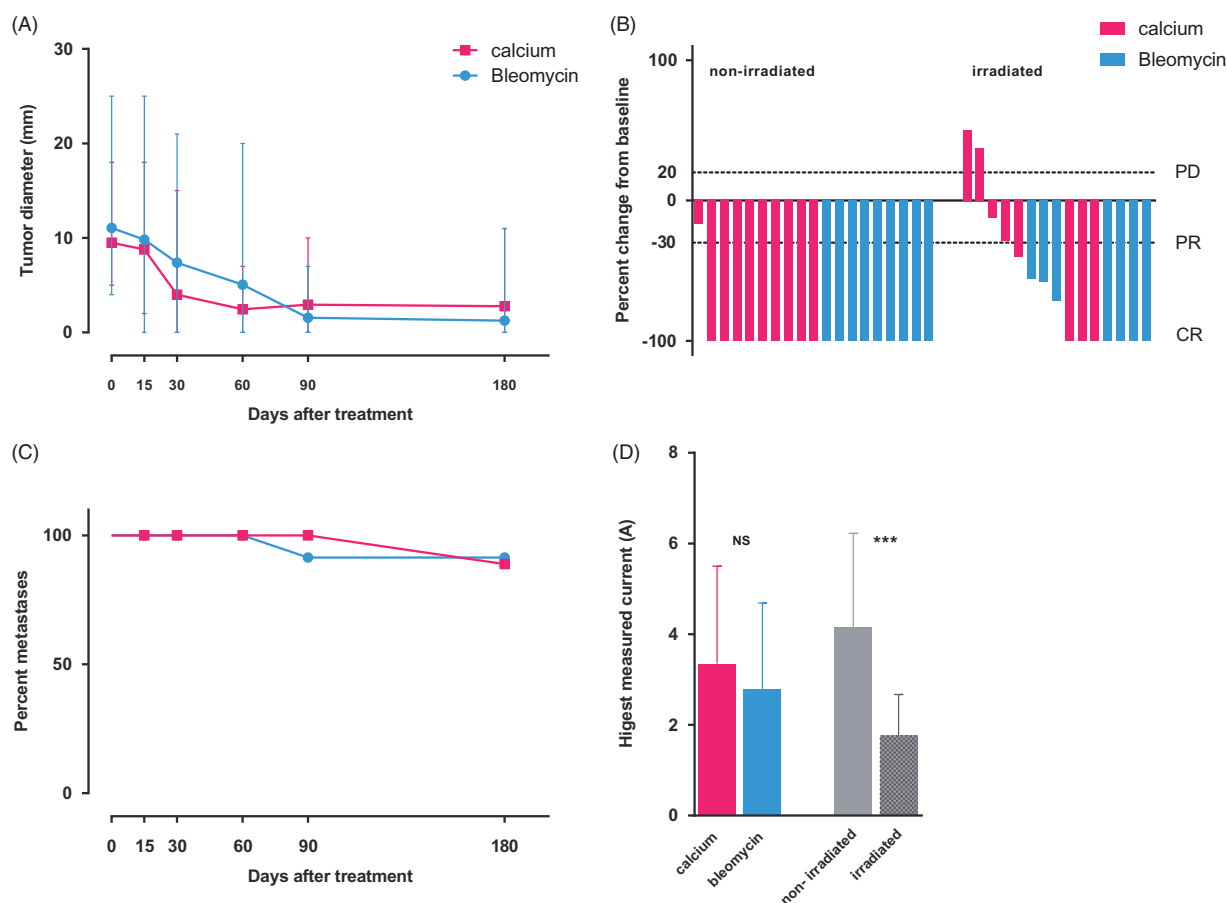 (A)
30
20
10
0
Tumor diameter (mm)
calcium
Bleomycin
0 15 30 60 90 180
Days after treatment
(B)
calcium
Bleomycin
100
20
0
-30
-100
Percent change from baseline
non-irradiated
irradiated
PD
PR
CR
(C)
100
50
0
Percent metastases
0 15 30 60 90 180
Days after treatment
(D)
8
6
4
2
0
Higest measured current (A)
NS
***
calcium
bleomycin
non- irradiated
irradiated